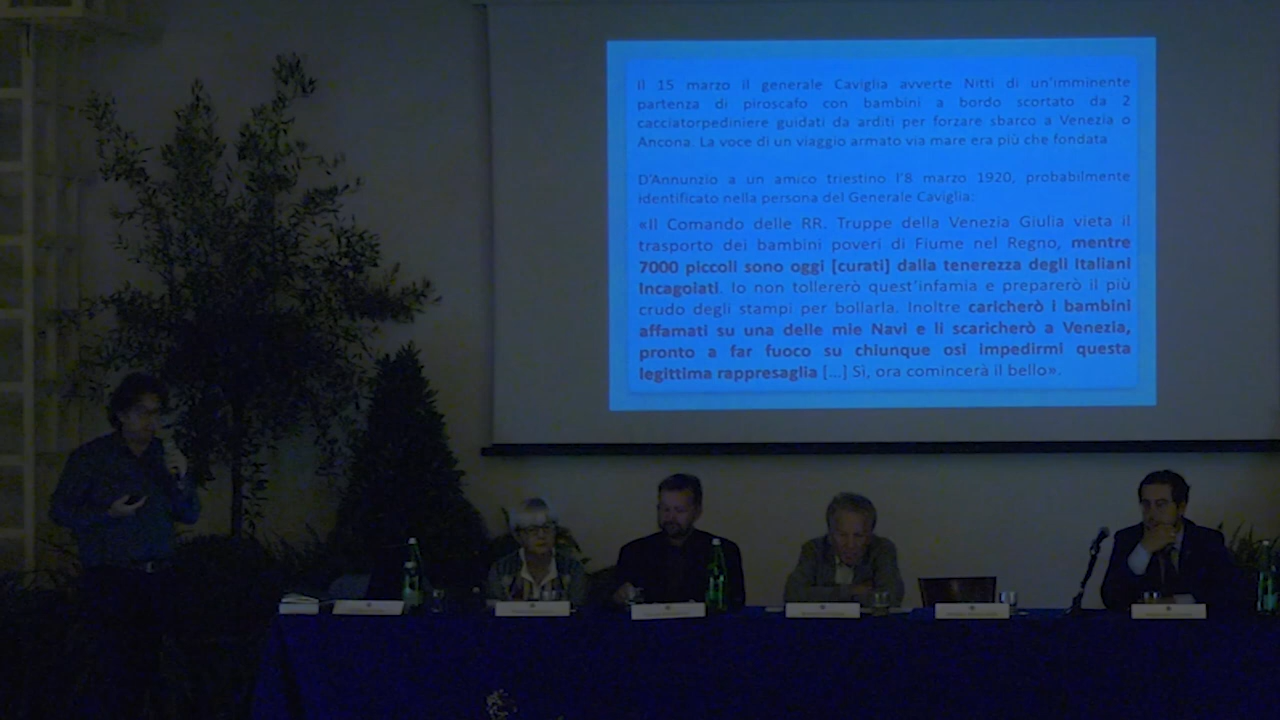 Il 15 marzo il generale Caviglia avverte Nitti di un'imminente
partenza di piroscafo con bambini a bordo scortato da 2
cacciatorpediniere guidati da arditi per forzare sbarco a Venezia o
Ancona. La voce di un viaggio armato via mare era più che fondata
D'Annunzio a un amico triestino l'8 marzo 1920, probabilmente
identificato nella persona del Generale Caviglia:
«Il Comando delle RR. Truppe della Venezia Giulia vieta il
trasporto dei bambini poveri di Fiume nel Regno, mentre
7000 piccoli sono oggi [curati] dalla tenerezza degli Italiani
Incagoiati. Io non tollererò quest'infamia e preparerò il più
crudo degli stampi per bollarla. Inoltre caricherò i bambini
affamati su una delle mie Navi e li scaricherò a Venezia,
pronto a far fuoco su chiunque osi impedirmi questa
legittima rappresaglia [...] Sì, ora comincerà il bello».